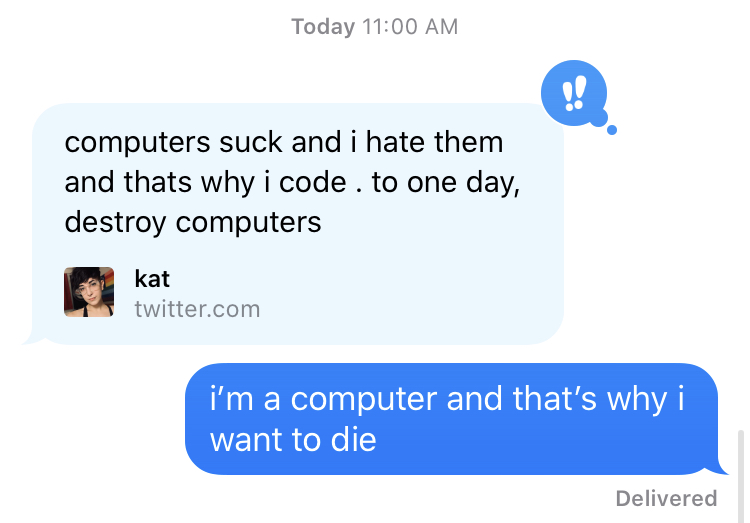 Today 11:00 AM
!!
computers suck and i hate them
and thats why i code . to one day,
destroy computers
kat
twitter.com
i’m a computer and that’s why i
want to die
Delivered